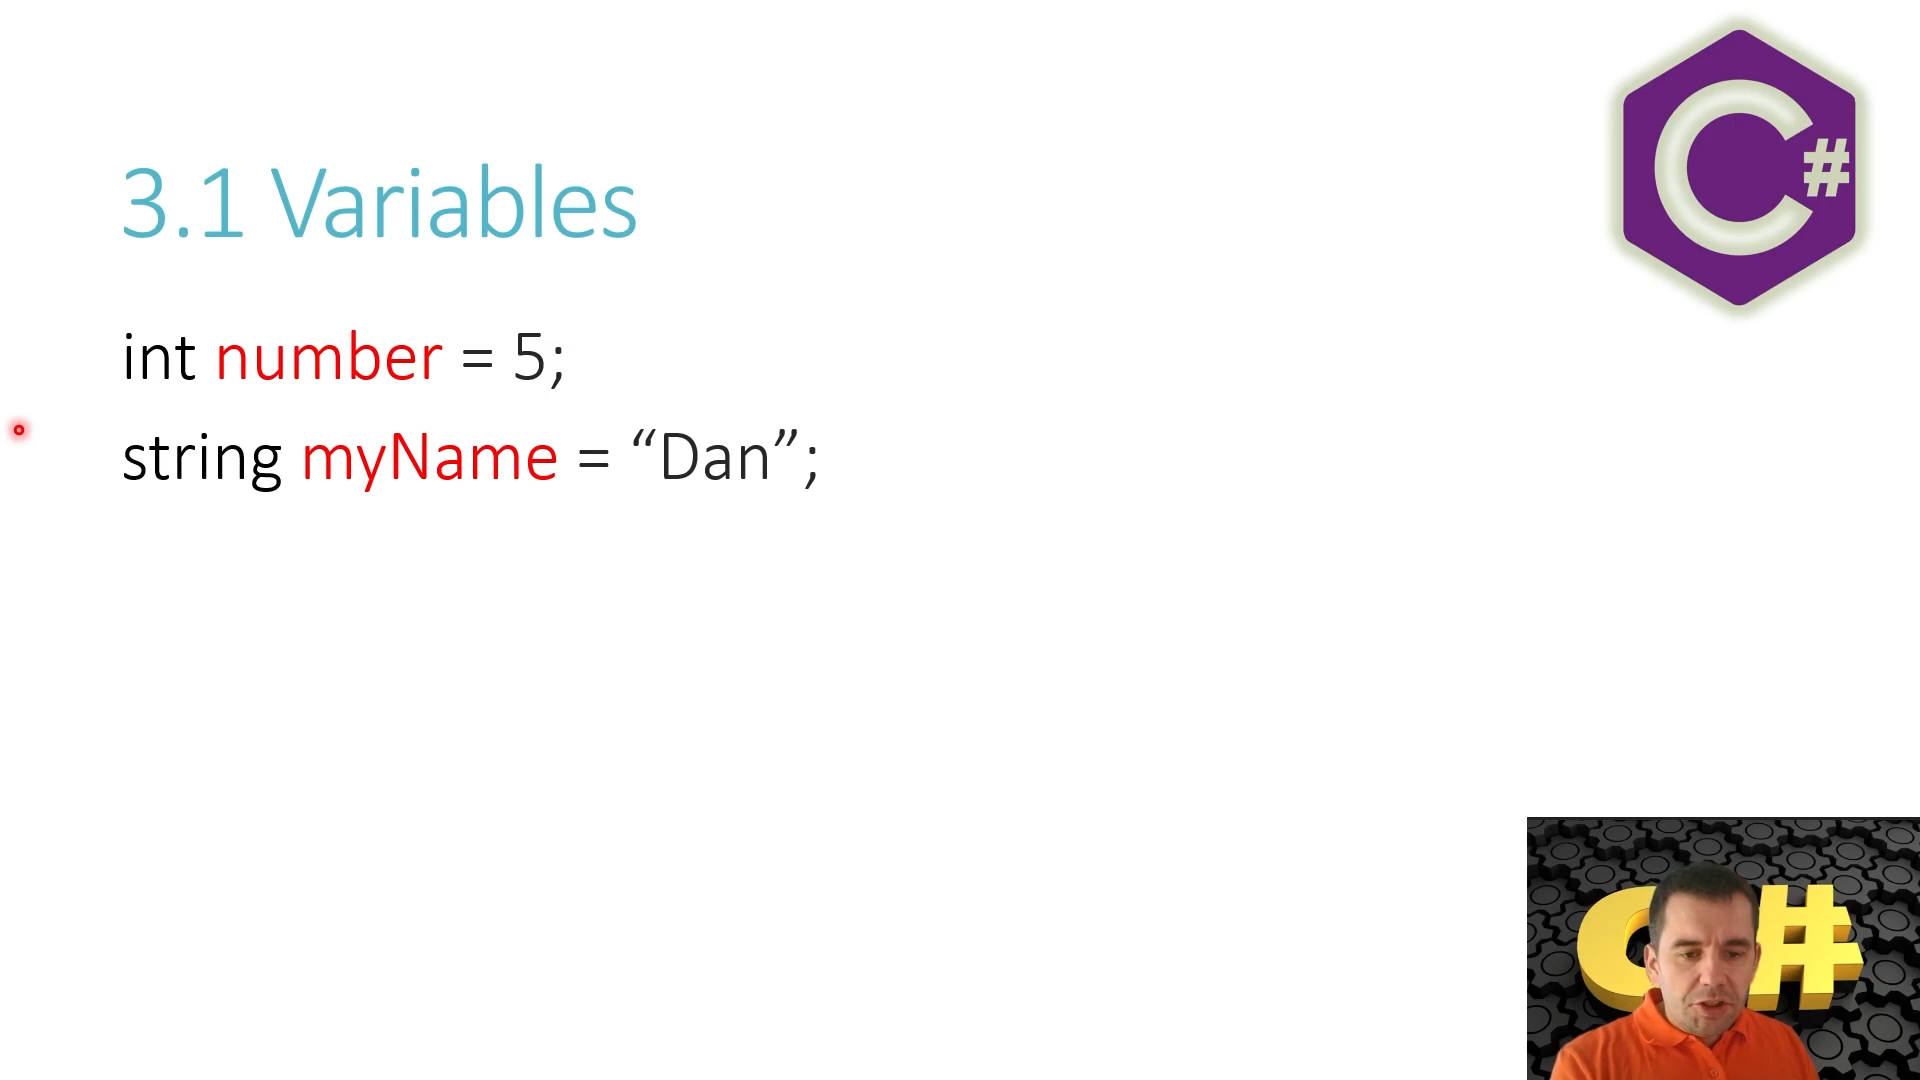 3.1 Variables
C#
int number = 5;
string myName = “Dan”;
C#